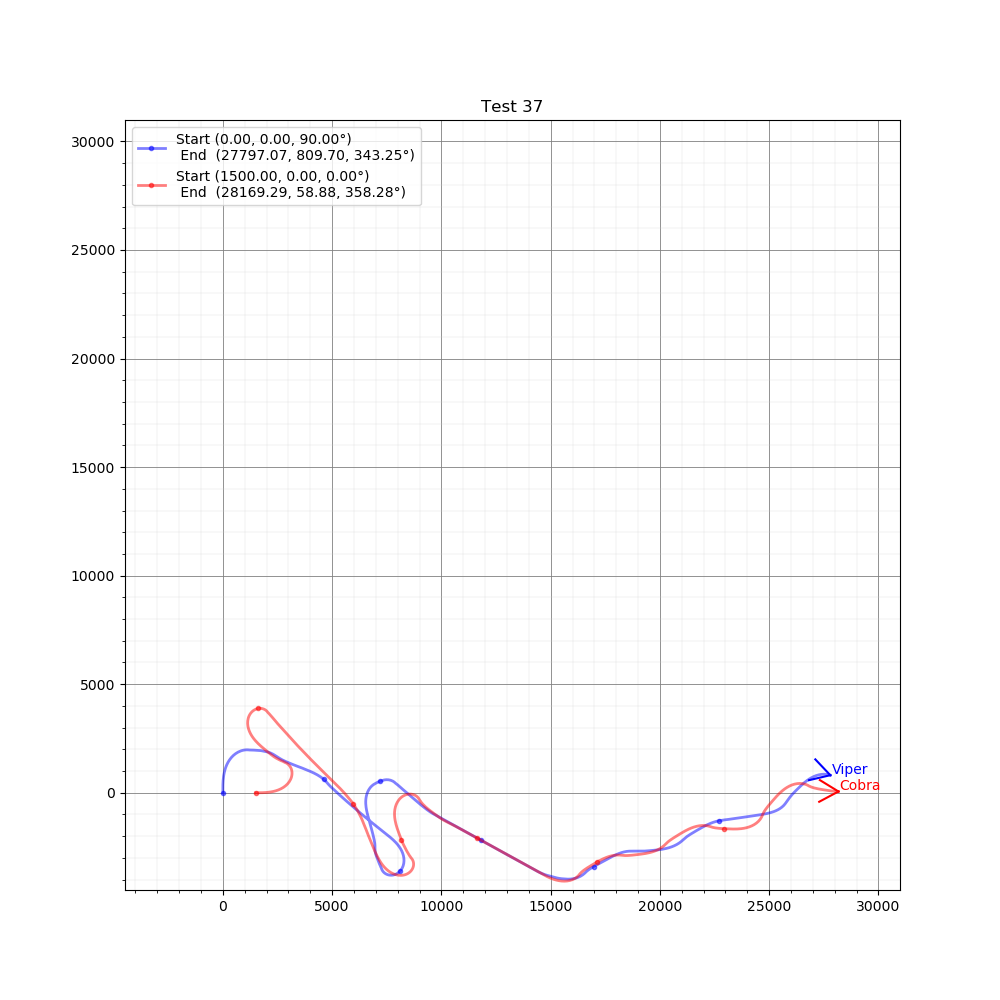 Test 37
Start (0.00, 0.00, 90.00°)
End (27797.07, 809.70, 343.25°)
Start (1500.00, 0.00, 0.00°)
End (28169.29, 58.88, 358.28°)
30000
25000
20000
15000
10000
5000
0
Viper
Cobra
0
5000
10000
15000
20000
25000
30000